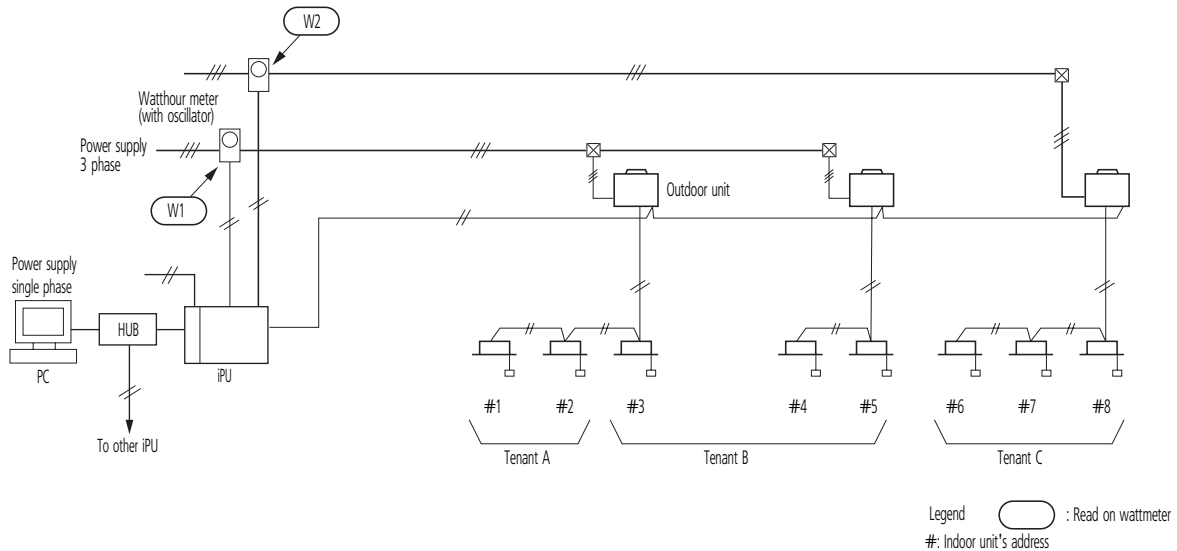 W2
Watthour meter
(with oscillator)
Power supply
3 phase
Outdoor unit
W1
Power supply
single phase
HUB
PC
iPU
To other iPU
#1
#2
#3
#4
#5
#6
#7
#8
Tenant A
Tenant B
Tenant C
Legend
: Read on wattmeter
#: Indoor unit's address